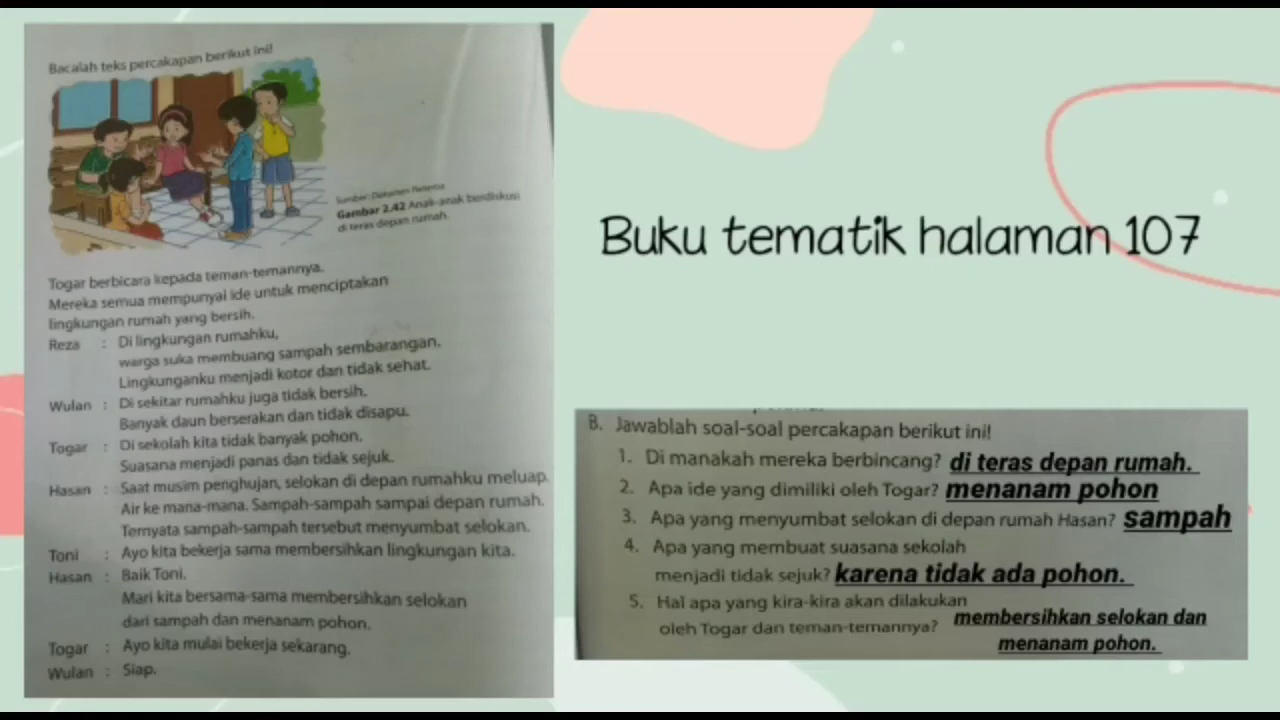 Bacalah teks percakapan berikut ini!
Sumber: Dokumen Penerbit
Gambar 2.42 Anak-anak berdiskusi
di teras depan rumah.
Togar berbicara kepada teman-temannya.
Mereka semua mempunyai ide untuk menciptakan
lingkungan rumah yang bersih.
Reza : Di lingkungan rumahku,
warga suka membuang sampah sembarangan.
Lingkunganku menjadi kotor dan tidak sehat.
Wulan : Di sekitar rumahku juga tidak bersih.
Banyak daun berserakan dan tidak disapu.
Togar : Di sekolah kita tidak banyak pohon.
Suasana menjadi panas dan tidak sejuk.
Hasan : Saat musim penghujan, selokan di depan rumahku meluap.
Air ke mana-mana. Sampah-sampah sampai depan rumah.
Ternyata sampah-sampah tersebut menyumbat selokan.
Toni : Ayo kita bekerja sama membersihkan lingkungan kita.
Hasan : Baik Toni.
Mari kita bersama-sama membersihkan selokan
dari sampah dan menanam pohon.
Togar : Ayo kita mulai bekerja sekarang.
Wulan : Siap.
Buku tematik halaman 107
B. Jawablah soal-soal percakapan berikut ini!
1. Di manakah mereka berbincang? di teras depan rumah.
2. Apa ide yang dimiliki oleh Togar? menanam pohon
3. Apa yang menyumbat selokan di depan rumah Hasan? sampah
4. Apa yang membuat suasana sekolah
menjadi tidak sejuk? karena tidak ada pohon.
5. Hal apa yang kira-kira akan dilakukan
oleh Togar dan teman-temannya? membersihkan selokan dan
menanam pohon.